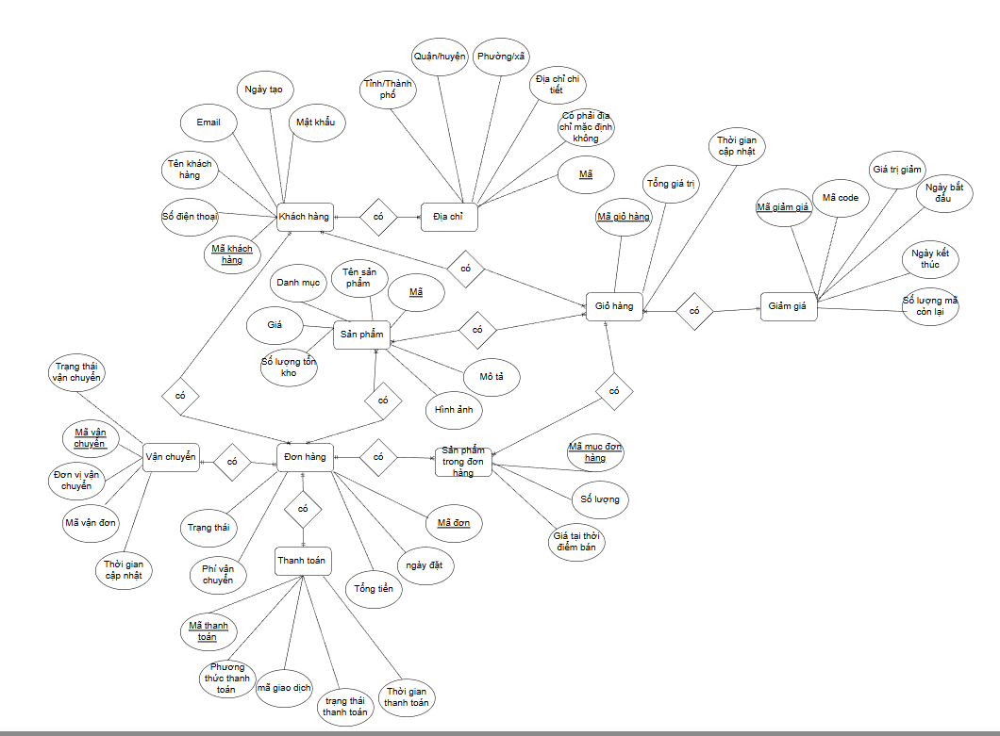 Quận/huyện
Phường/xã
Tỉnh/Thành
phố
Địa chỉ chi
tiết
Ngày tạo
Email
Mật khẩu
Có phải địa
chỉ mặc định
không
Thời gian
cập nhật
Tên khách
hàng
Mã
Tổng giá trị
Giá trị giảm
Ngày bắt
đầu
Mã code
Mã giảm giá
Số điện thoại
Khách hàng
có
Địa chỉ
Mã giỏ hàng
Mã khách
hàng
có
Ngày kết
thúc
Danh mục
Tên sản
phẩm
Mã
Giỏ hàng
có
Giảm giá
Số lượng mã
còn lại
Giá
Sản phẩm
có
Số lượng tồn
kho
Mô tả
Trạng thái
vận chuyển
có
có
Hình ảnh
có
Mã vận
chuyển
Vận chuyển
có
Đơn hàng
có
Sản phẩm
trong đơn
hàng
Mã mục đơn
hàng
Đơn vị vận
chuyển
Số lượng
Mã vận đơn
Trạng thái
có
Mã đơn
Giá tại thời
điểm bán
Thời gian
cập nhật
Phí vận
chuyển
Thanh toán
ngày đặt
Tổng tiền
Mã thanh
toán
Phương
thức thanh
toán
mã giao dịch
trạng thái
thanh toán
Thời gian
thanh toán